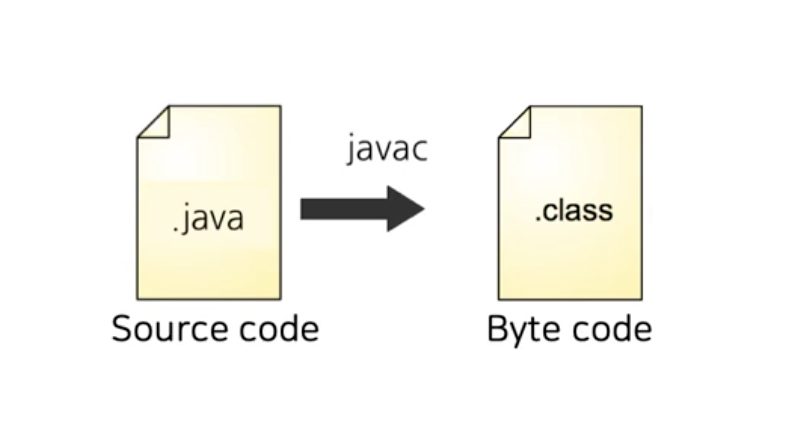 javac
.java
.class
Source code
Byte code